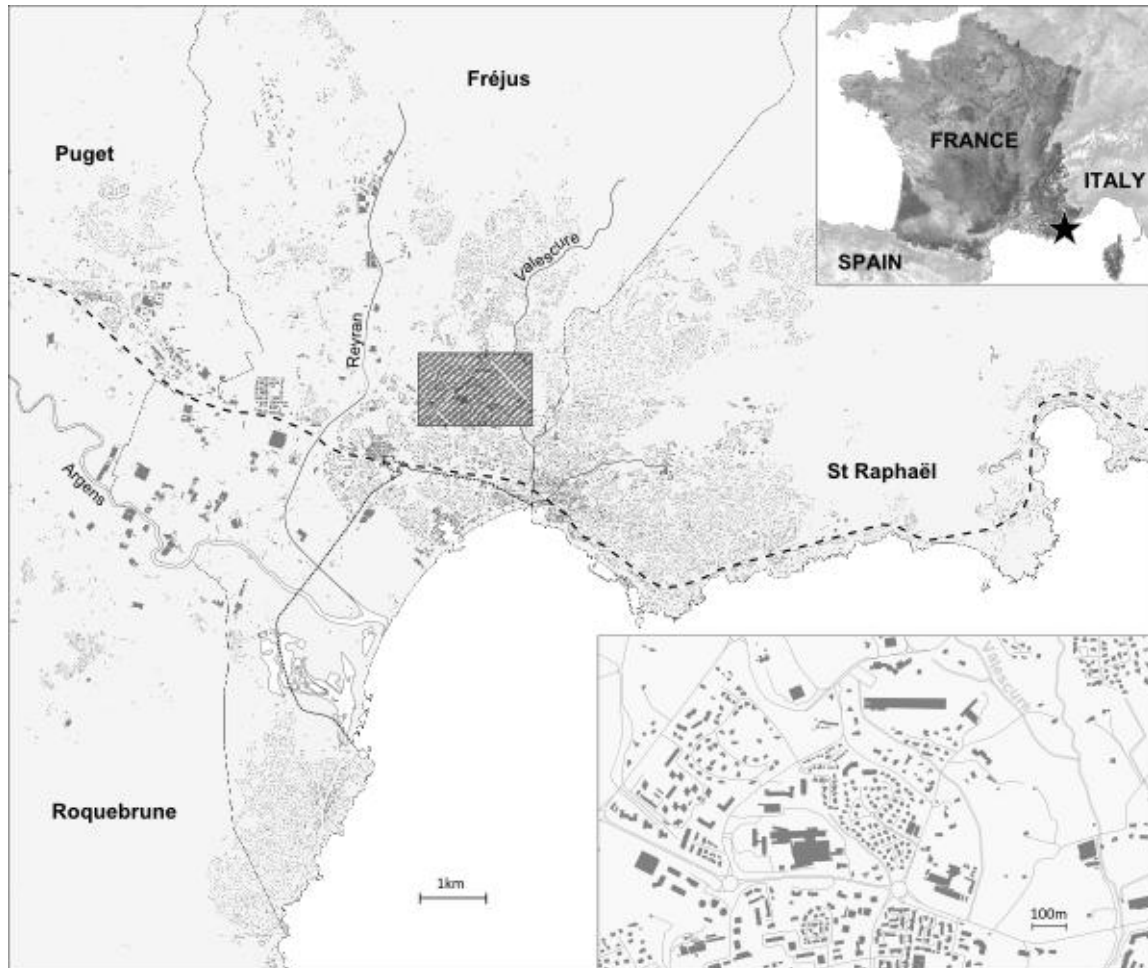 Fréjus
Puget
FRANCE
ITALY
SPAIN
Valescure
Reyran
Argens
St Raphaël
Roquebrune
1km
Valescure
100m